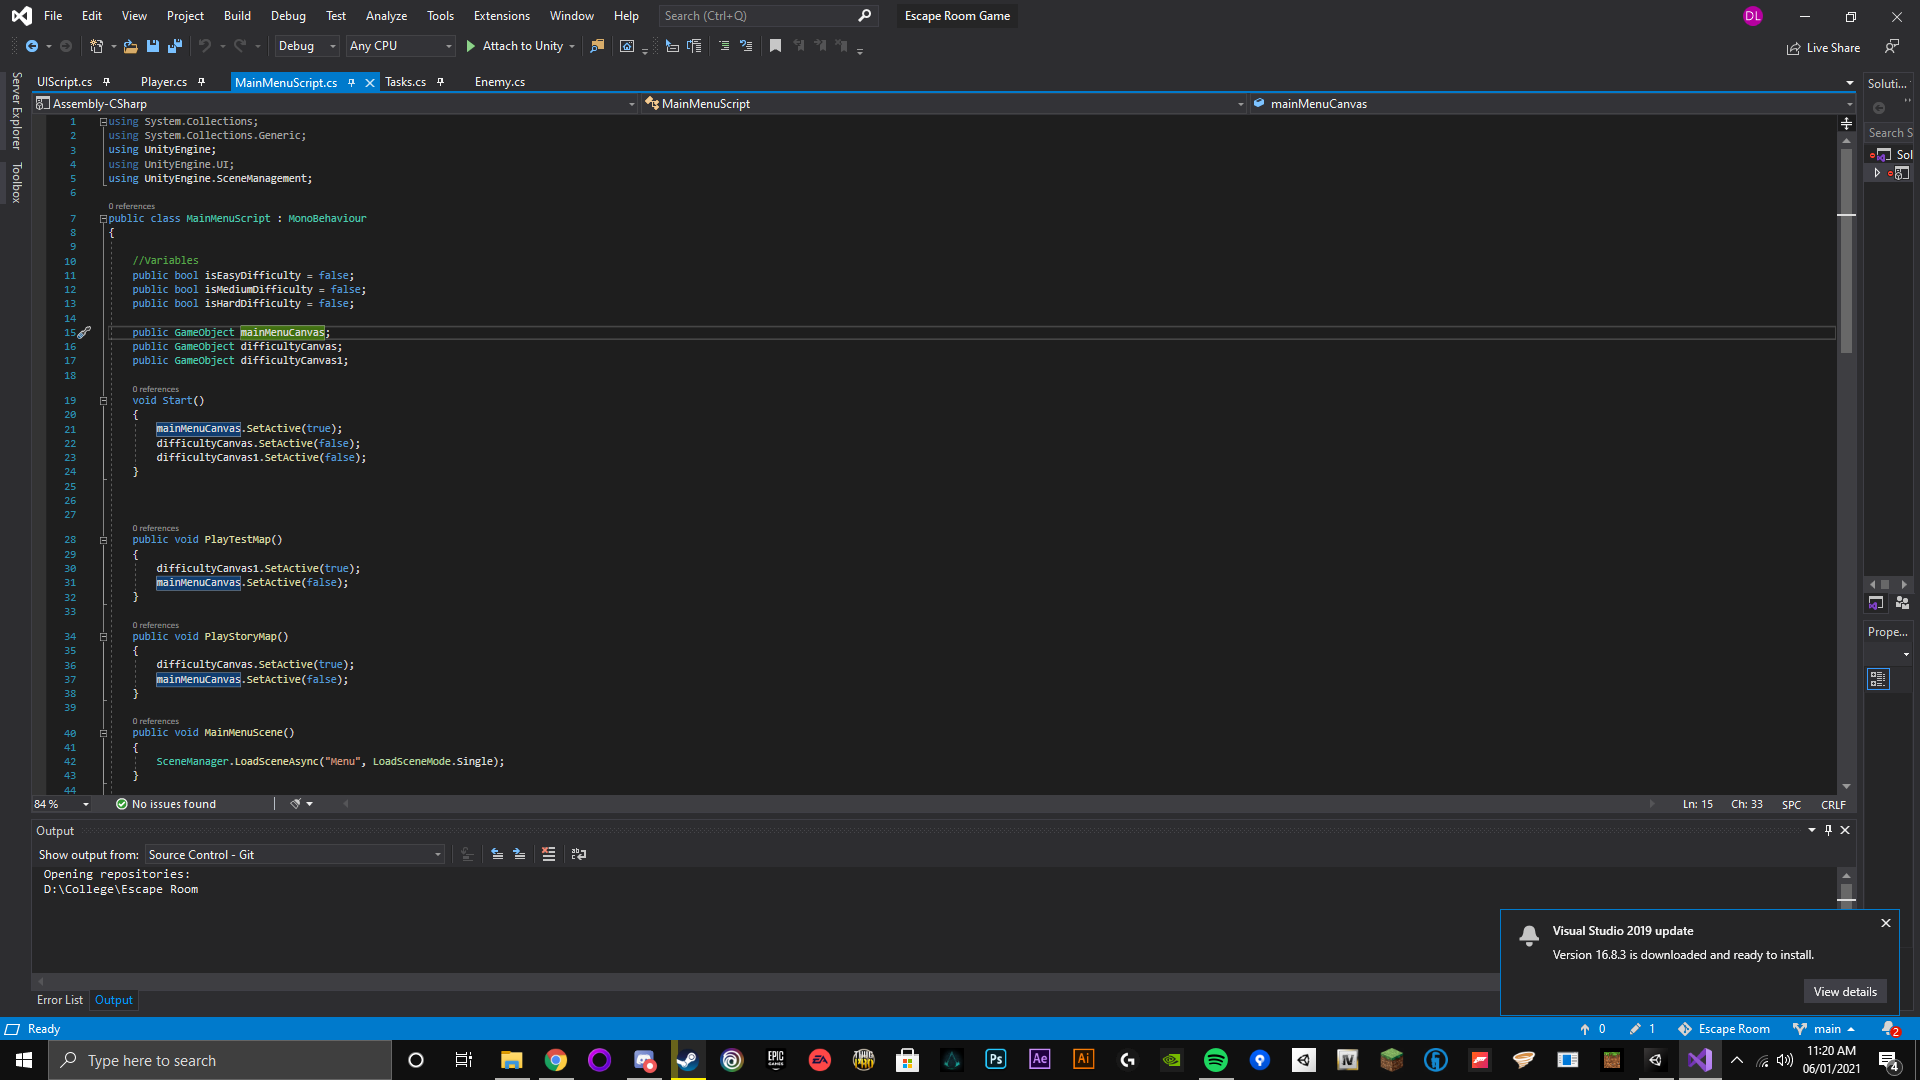 File Edit View Project Build Debug Test Analyze Tools Extensions Window Help Search (Ctrl+Q) Escape Room Game DL
Debug Any CPU Attach to Unity Live Share
Server Explorer
Toolbox
UIScript.cs Player.cs MainMenuScript.cs Tasks.cs Enemy.cs
Assembly-CSharp MainMenuScript mainMenuCanvas
1 using System.Collections;
2 using System.Collections.Generic;
3 using UnityEngine;
4 using UnityEngine.UI;
5 using UnityEngine.SceneManagement;
6
0 references
7 public class MainMenuScript : MonoBehaviour
8 {
9
10 //Variables
11 public bool isEasyDifficulty = false;
12 public bool isMediumDifficulty = false;
13 public bool isHardDifficulty = false;
14
15 public GameObject mainMenuCanvas;
16 public GameObject difficultyCanvas;
17 public GameObject difficultyCanvas1;
18
0 references
19 void Start()
20 {
21 mainMenuCanvas.SetActive(true);
22 difficultyCanvas.SetActive(false);
23 difficultyCanvas1.SetActive(false);
24 }
25
26
27
0 references
28 public void PlayTestMap()
29 {
30 difficultyCanvas1.SetActive(true);
31 mainMenuCanvas.SetActive(false);
32 }
33
0 references
34 public void PlayStoryMap()
35 {
36 difficultyCanvas.SetActive(true);
37 mainMenuCanvas.SetActive(false);
38 }
39
0 references
40 public void MainMenuScene()
41 {
42 SceneManager.LoadSceneAsync("Menu", LoadSceneMode.Single);
43 }
44
84 % No issues found Ln: 15 Ch: 33 SPC CRLF
Soluti...
Search S
Sol
Prope...
Output
Show output from: Source Control - Git
Opening repositories:
D:\College\Escape Room
Error List Output
Visual Studio 2019 update
Version 16.8.3 is downloaded and ready to install.
View details
Ready 0 1 Escape Room main 2
Type here to search
EPIC GAMES
EA
Ps
Ae
Ai
11:20 AM
06/01/2021
4